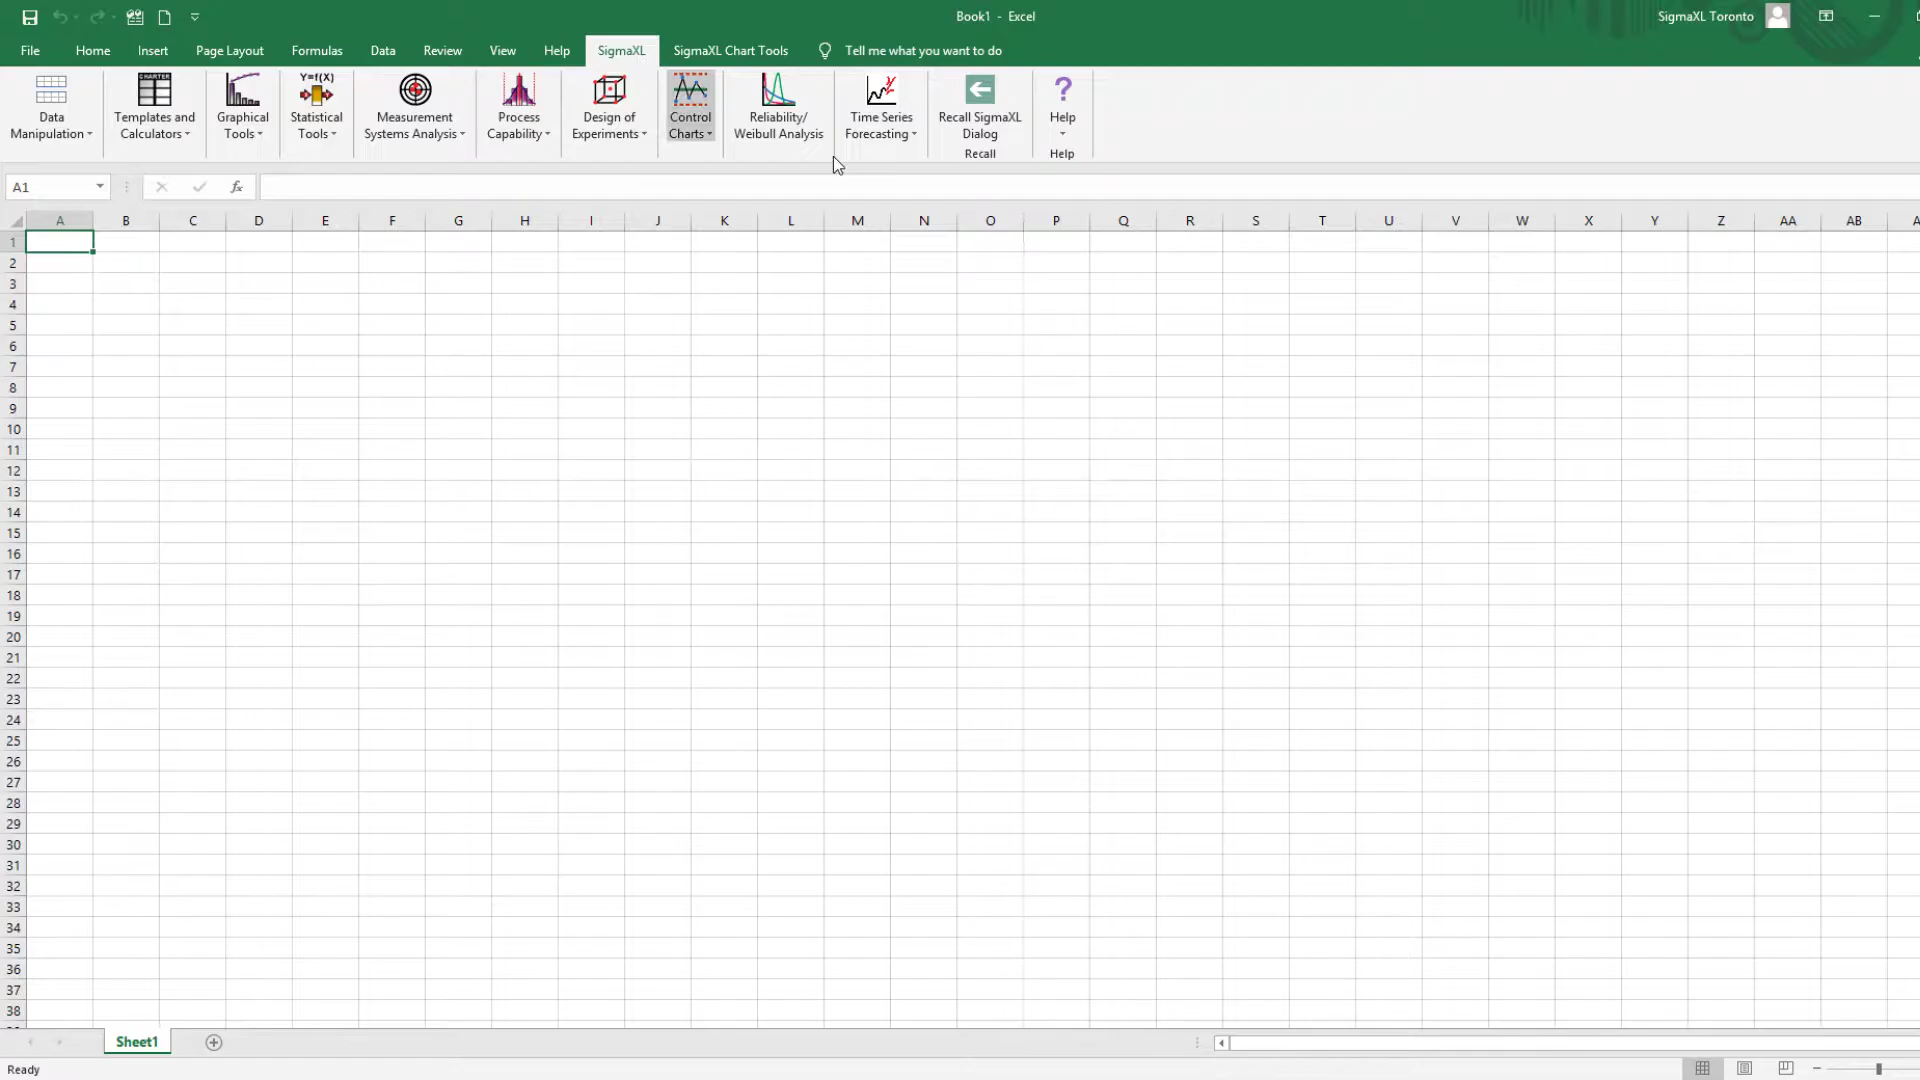 Book1 - Excel
SigmaXL Toronto
File Home Insert Page Layout Formulas Data Review View Help SigmaXL SigmaXL Chart Tools Tell me what you want to do
Data Manipulation
Templates and Calculators
Graphical Tools
Y=f(X)
Statistical Tools
Measurement Systems Analysis
Process Capability
Design of Experiments
Control Charts
Reliability/ Weibull Analysis
Time Series Forecasting
Recall SigmaXL Dialog
Help
Recall
Help
A1
fx
A B C D E F G H I J K L M N O P Q R S T U V W X Y Z AA AB
1
2
3
4
5
6
7
8
9
10
11
12
13
14
15
16
17
18
19
20
21
22
23
24
25
26
27
28
29
30
31
32
33
34
35
36
37
38
Sheet1
Ready